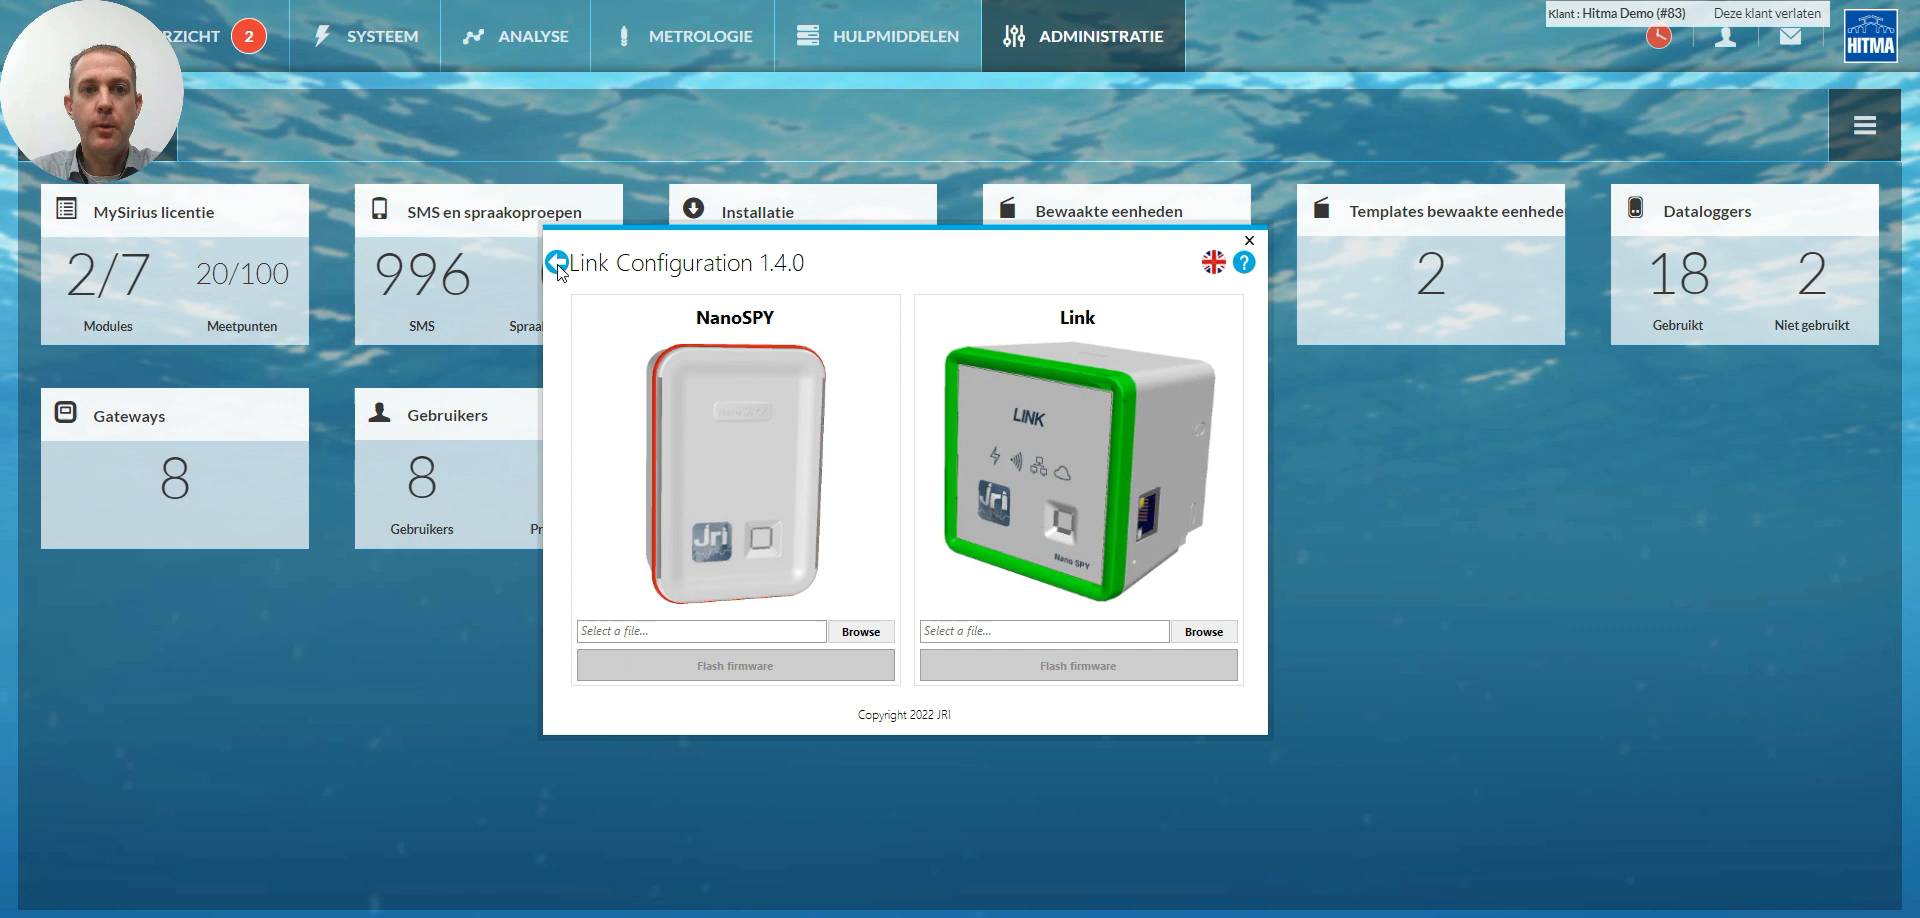 RZICHT
2
SYSTEEM
ANALYSE
METROLOGIE
HULPMIDDELEN
ADMINISTRATIE
Klant : Hitma Demo (#83)
Deze klant verlaten
HITMA
MySirius licentie
2/7
20/100
Modules
Meetpunten
SMS en spraakoproepen
996
SMS
Spraal
Installatie
Bewaakte eenheden
Templates bewaakte eenhede
2
Dataloggers
18
2
Gebruikt
Niet gebruikt
Gateways
8
Gebruikers
8
Gebruikers
Pr
Link Configuration 1.4.0
×
?
NanoSPY
Jri
Select a file...
Browse
Flash firmware
Link
LINK
Jri
Nano SPY
Select a file...
Browse
Flash firmware
Copyright 2022 JRI